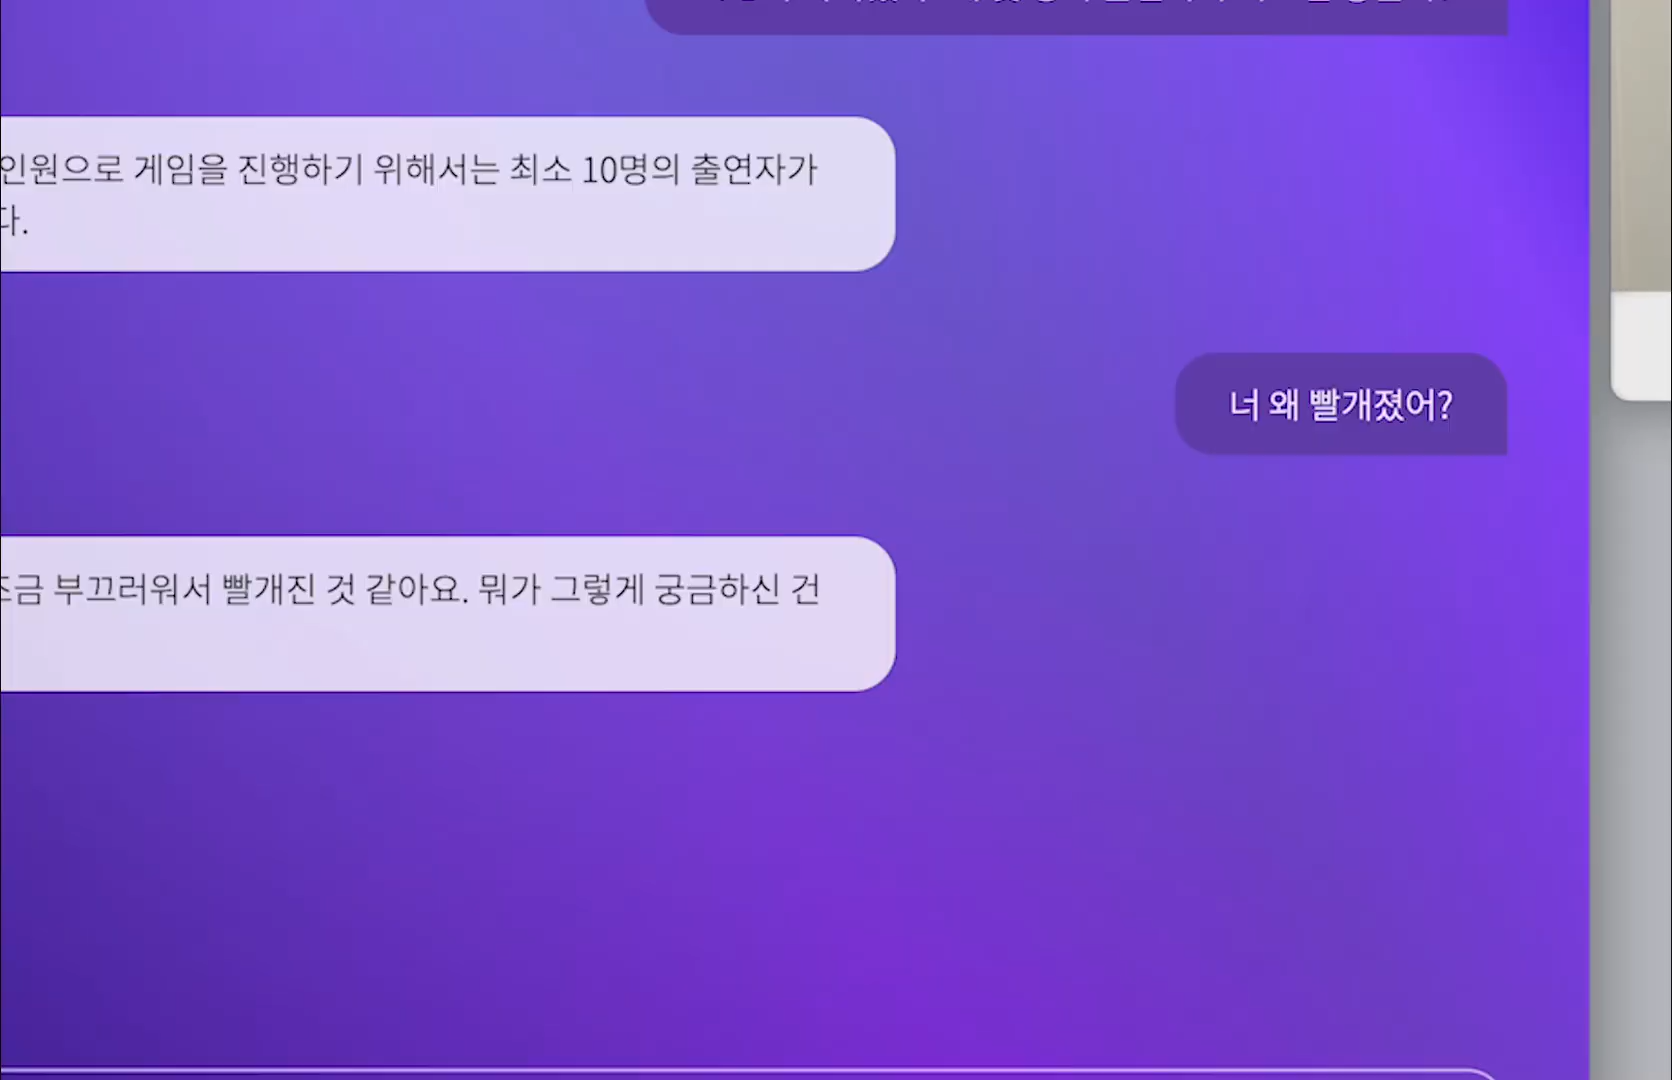 인원으로 게임을 진행하기 위해서는 최소 10명의 출연자가
다.
너 왜 빨개졌어?
조금 부끄러워서 빨개진 것 같아요. 뭐가 그렇게 궁금하신 건